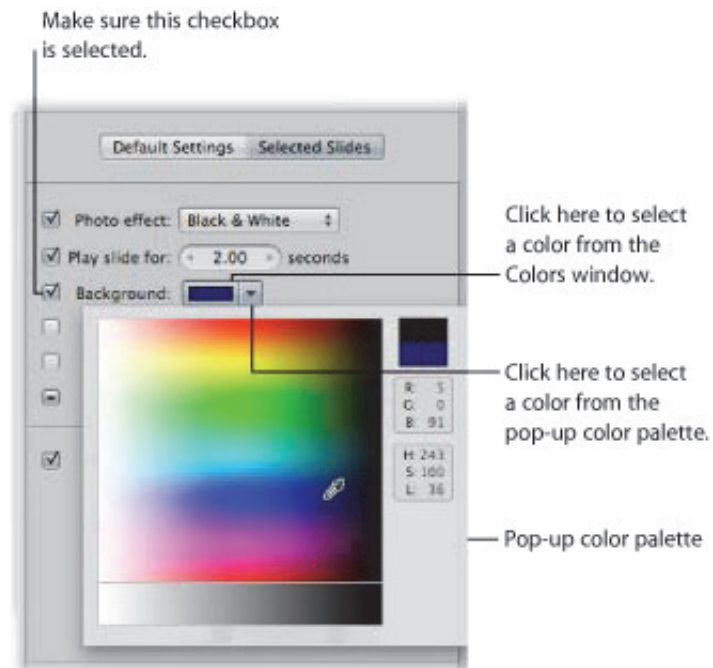 Make sure this checkbox
is selected.
Default Settings Selected Slides
Photo effect: Black & White
Play slide for: 2.00 seconds
Background:
Click here to select
a color from the
Colors window.
Click here to select
a color from the
pop-up color palette.
R: 5
G: 0
B: 91
H: 243
S: 100
L: 36
Pop-up color palette